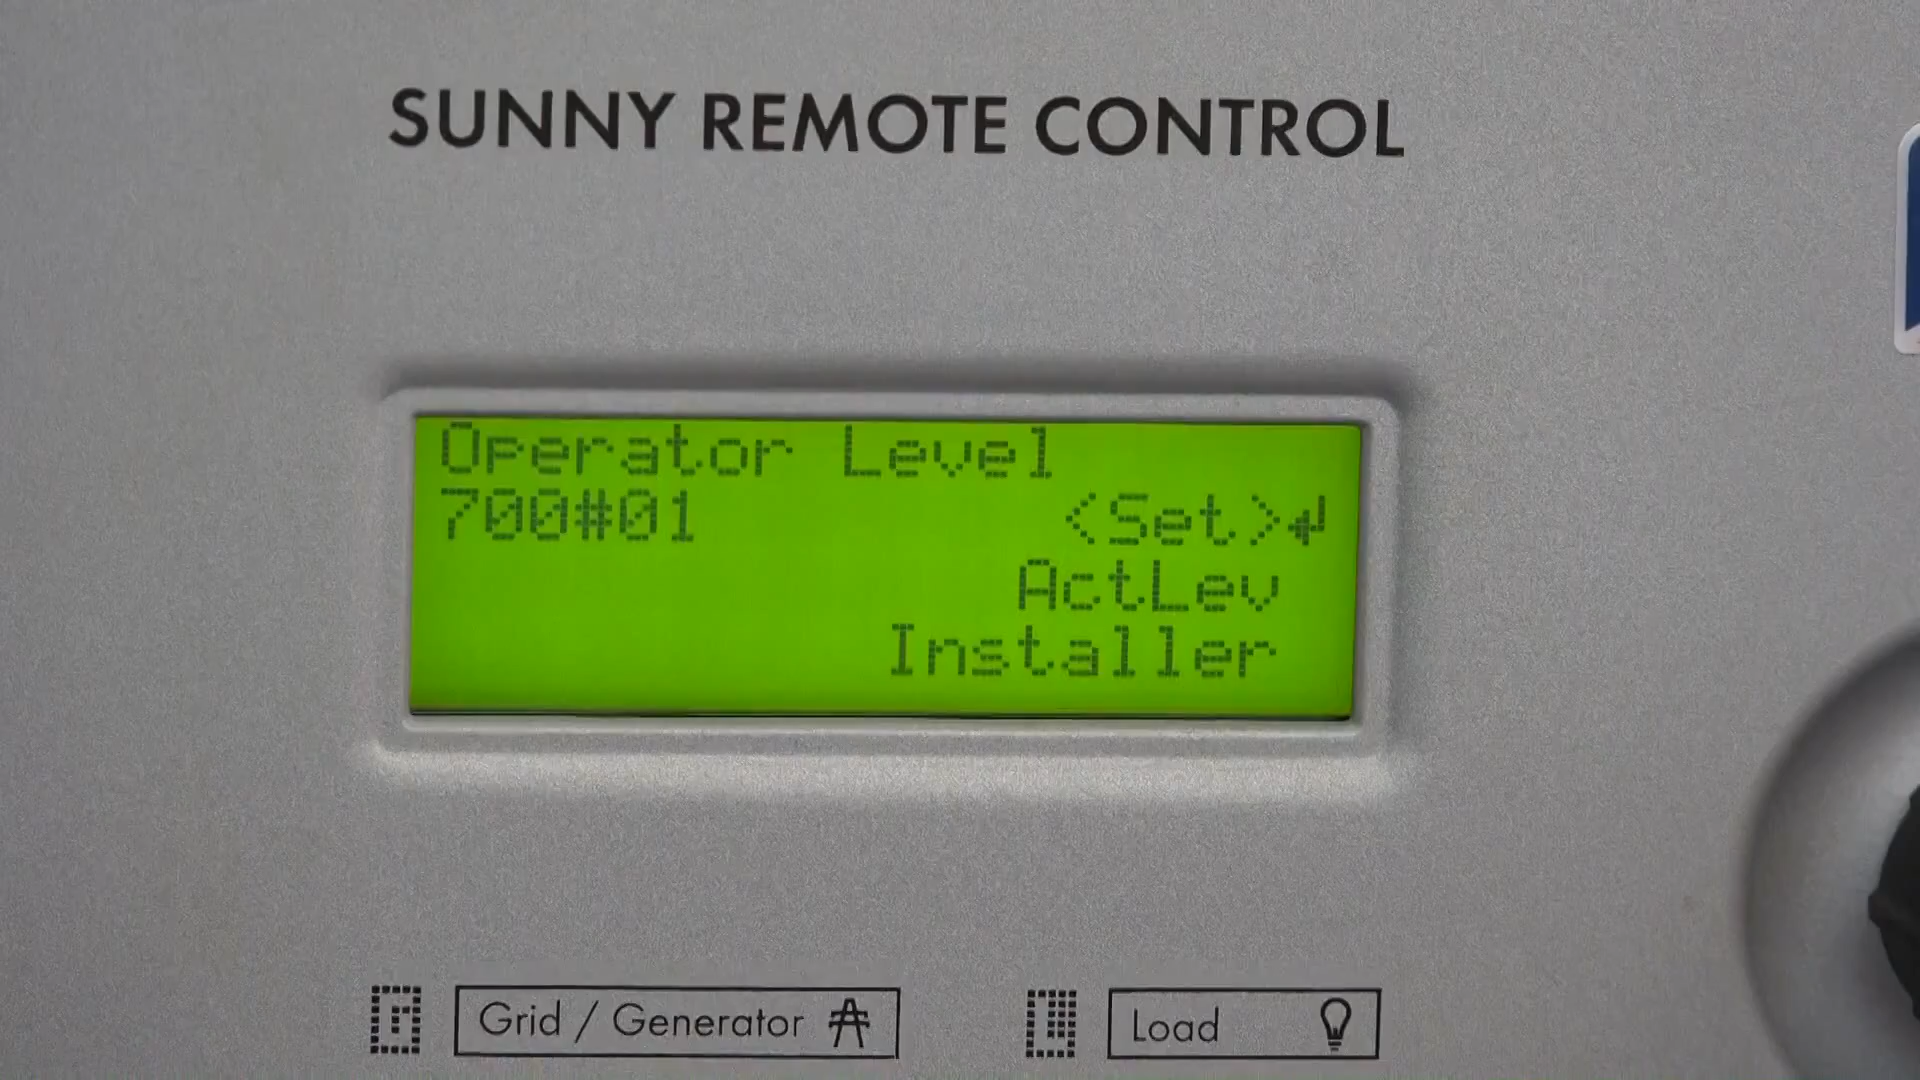 SUNNY REMOTE CONTROL
Operator Level
700#01 <Set>↵
ActLev
Installer
Grid / Generator
Load